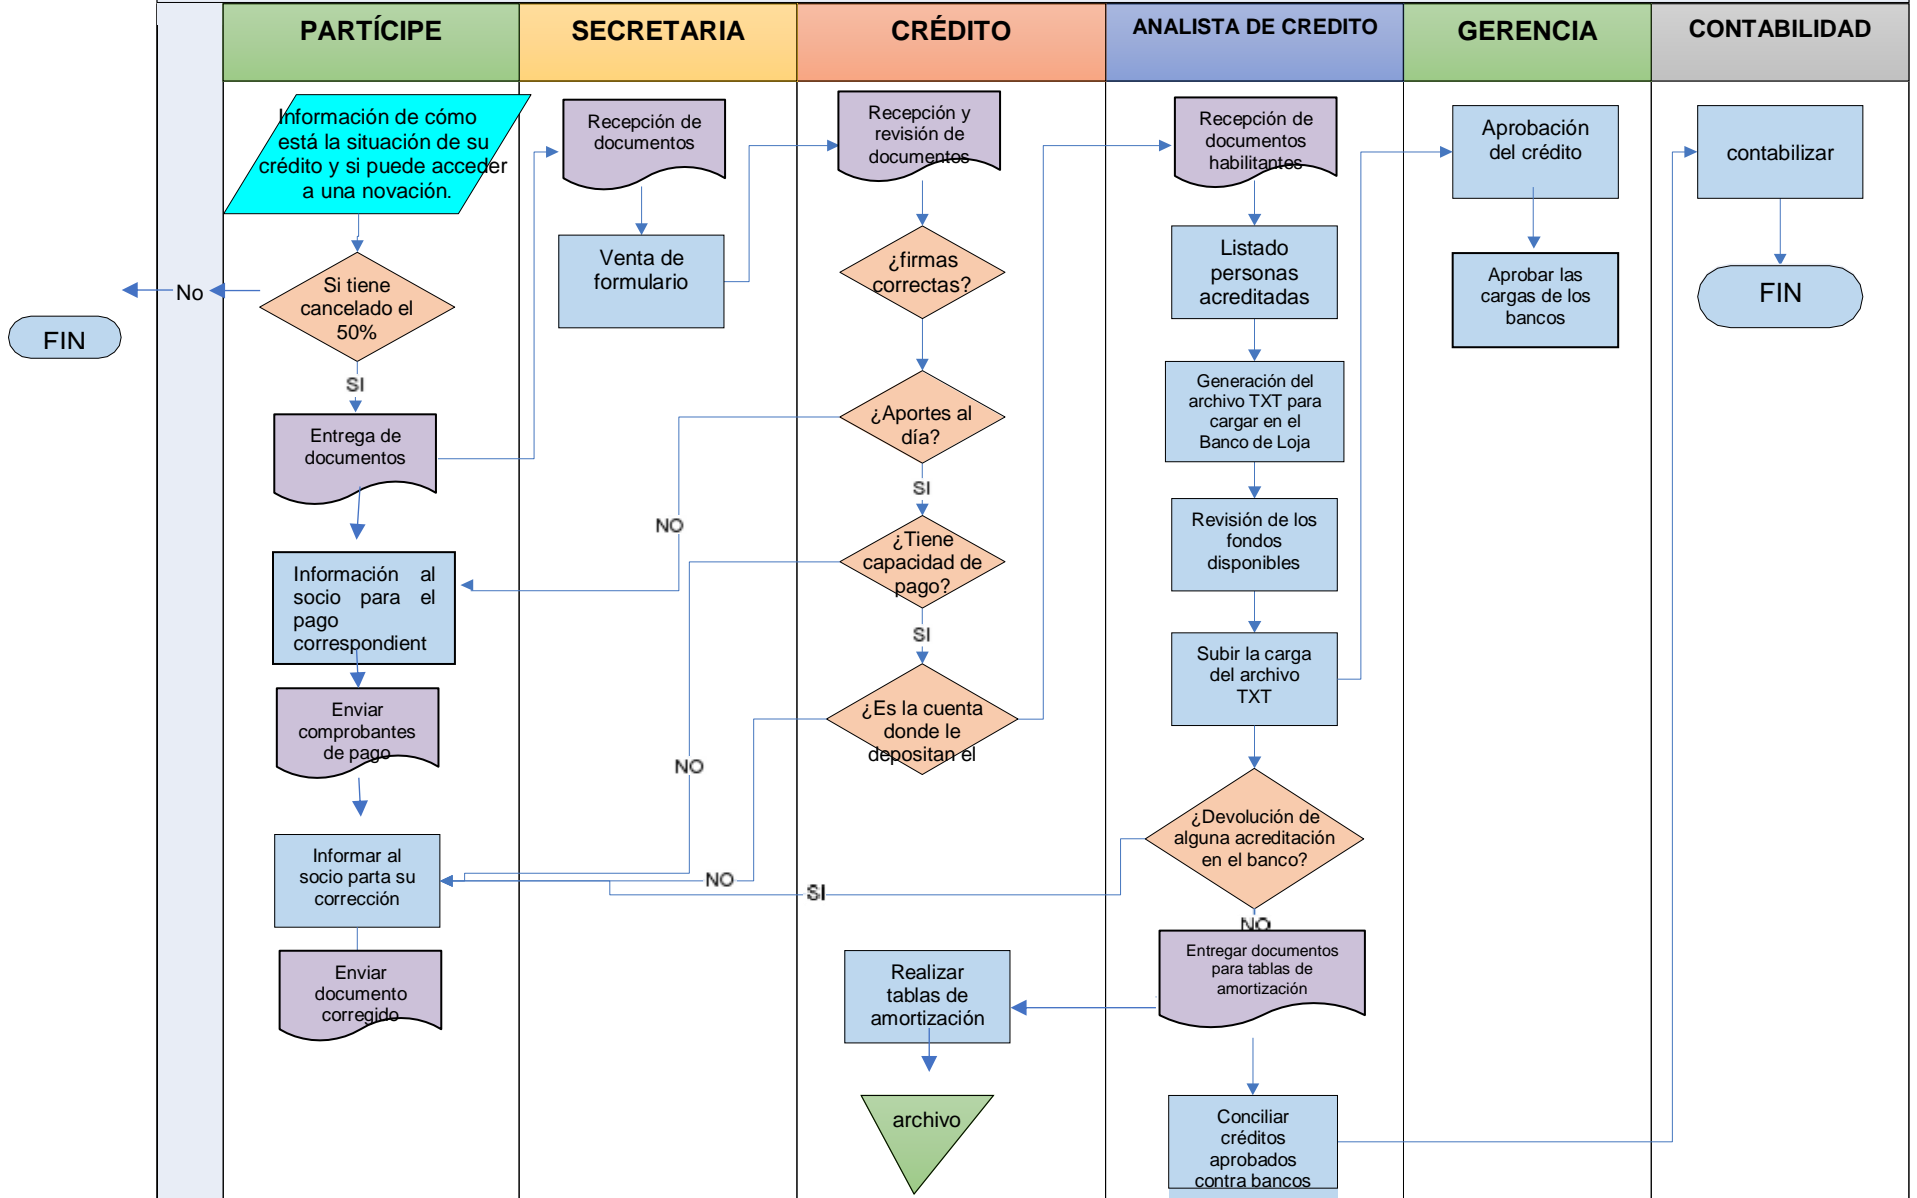 PARTÍCIPE
SECRETARIA
CRÉDITO
ANALISTA DE CREDITO
GERENCIA
CONTABILIDAD
Información de cómo
está la situación de su
crédito y si puede acceder
a una novación.
No
FIN
Si tiene
cancelado el
50%
SI
Entrega de
documentos
Información al
socio para el
pago
correspondient
Enviar
comprobantes
de pago
Informar al
socio parta su
corrección
Enviar
documento
corregido
Recepción de
documentos
Venta de
formulario
NO
NO
NO
SI
Recepción y
revisión de
documentos
¿firmas
correctas?
¿Aportes al
día?
SI
¿Tiene
capacidad de
pago?
SI
¿Es la cuenta
donde le
depositan el
Realizar
tablas de
amortización
archivo
Recepción de
documentos
habilitantes
Listado
personas
acreditadas
Generación del
archivo TXT para
cargar en el
Banco de Loja
Revisión de los
fondos
disponibles
Subir la carga
del archivo
TXT
¿Devolución de
alguna acreditación
en el banco?
NO
Entregar documentos
para tablas de
amortización
Conciliar
créditos
aprobados
contra bancos
Aprobación
del crédito
Aprobar las
cargas de los
bancos
contabilizar
FIN